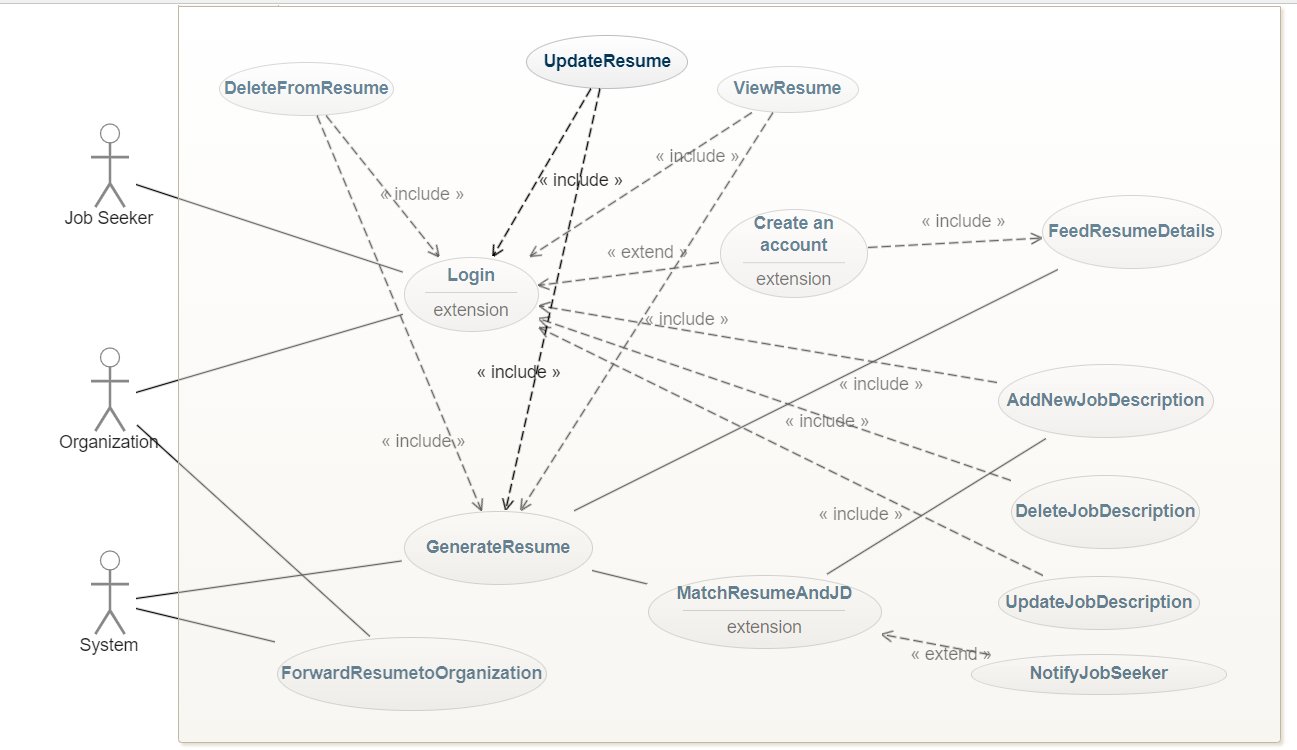 UpdateResume
DeleteFromResume
ViewResume
« include »
« include »
« include »
Job Seeker
Create an
account
extension
« include »
FeedResumeDetails
« extend »
Login
extension
« include »
« include »
« include »
AddNewJobDescription
« include »
Organization
« include »
DeleteJobDescription
« include »
GenerateResume
MatchResumeAndJD
extension
UpdateJobDescription
System
« extend »
ForwardResumetoOrganization
NotifyJobSeeker